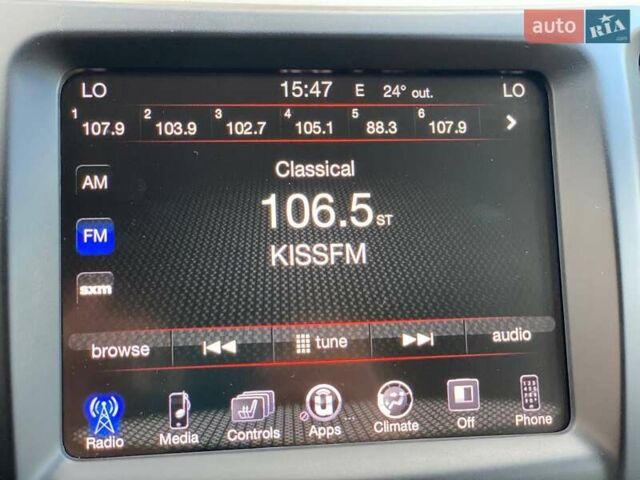 auto RIA .com
LO 15:47 E 24° out. LO
1 107.9 2 103.9 3 102.7 4 105.1 5 88.3 6 107.9 >
AM
Classical
106.5 ST
FM
KISSFM
sxm
browse tune audio
Radio Media Controls Apps Climate Off Phone